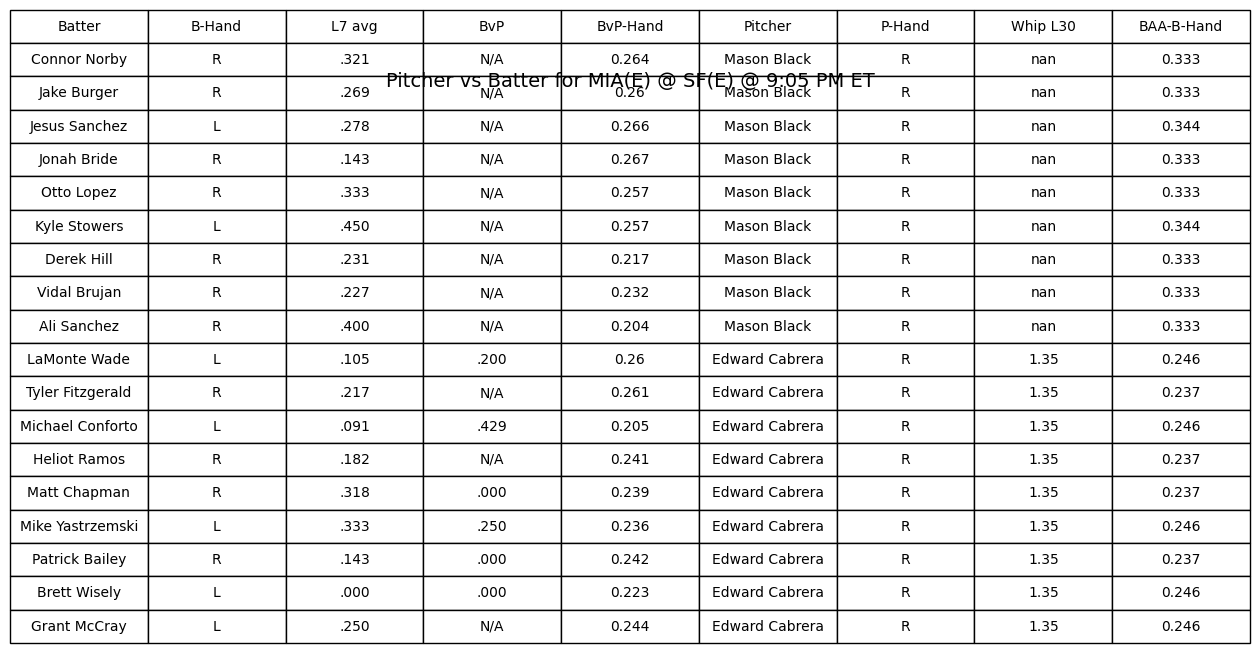 Batter B-Hand L7 avg BvP BvP-Hand Pitcher P-Hand Whip L30 BAA-B-Hand
Connor Norby R .321 N/A 0.264 Mason Black R nan 0.333
Pitcher vs Batter for MIA(E) @ SF(E) @ 9:05 PM ET
Jake Burger R .269 N/A 0.26 Mason Black R nan 0.333
Jesus Sanchez L .278 N/A 0.266 Mason Black R nan 0.344
Jonah Bride R .143 N/A 0.267 Mason Black R nan 0.333
Otto Lopez R .333 N/A 0.257 Mason Black R nan 0.333
Kyle Stowers L .450 N/A 0.257 Mason Black R nan 0.344
Derek Hill R .231 N/A 0.217 Mason Black R nan 0.333
Vidal Brujan R .227 N/A 0.232 Mason Black R nan 0.333
Ali Sanchez R .400 N/A 0.204 Mason Black R nan 0.333
LaMonte Wade L .105 .200 0.26 Edward Cabrera R 1.35 0.246
Tyler Fitzgerald R .217 N/A 0.261 Edward Cabrera R 1.35 0.237
Michael Conforto L .091 .429 0.205 Edward Cabrera R 1.35 0.246
Heliot Ramos R .182 N/A 0.241 Edward Cabrera R 1.35 0.237
Matt Chapman R .318 .000 0.239 Edward Cabrera R 1.35 0.237
Mike Yastrzemski L .333 .250 0.236 Edward Cabrera R 1.35 0.246
Patrick Bailey R .143 .000 0.242 Edward Cabrera R 1.35 0.237
Brett Wisely L .000 .000 0.223 Edward Cabrera R 1.35 0.246
Grant McCray L .250 N/A 0.244 Edward Cabrera R 1.35 0.246